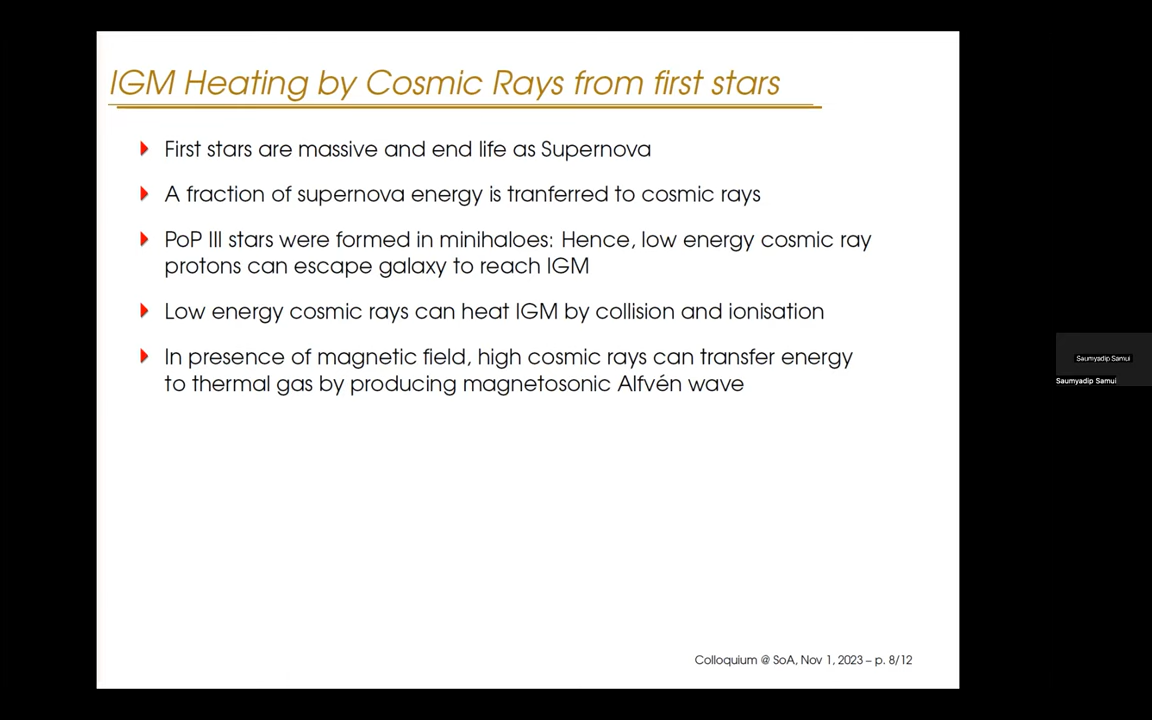 IGM Heating by Cosmic Rays from first stars
First stars are massive and end life as Supernova
A fraction of supernova energy is tranferred to cosmic rays
PoP III stars were formed in minihaloes: Hence, low energy cosmic ray
protons can escape galaxy to reach IGM
Low energy cosmic rays can heat IGM by collision and ionisation
In presence of magnetic field, high cosmic rays can transfer energy
to thermal gas by producing magnetosonic Alfvén wave
Saumyadip Samui
Saumyadip Samui
Colloquium @ SoA, Nov 1, 2023 – p. 8/12